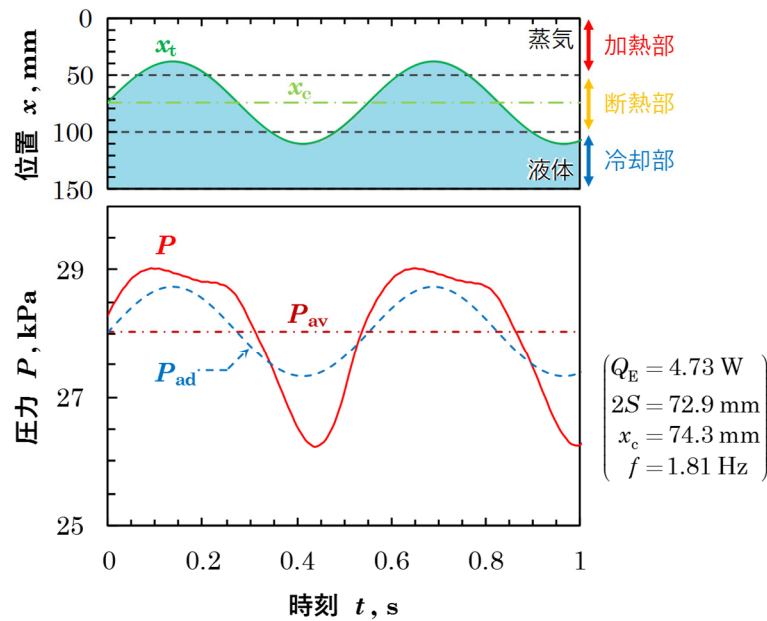 0
50
100
150
位置 x , mm
x_t
x_c
蒸気
液体
加熱部
断熱部
冷却部
29
27
25
圧力 P , kPa
P
P_av
P_ad
0
0.2
0.4
0.6
0.8
1
時刻 t , s
Q_E = 4.73 W
2S = 72.9 mm
x_c = 74.3 mm
f = 1.81 Hz